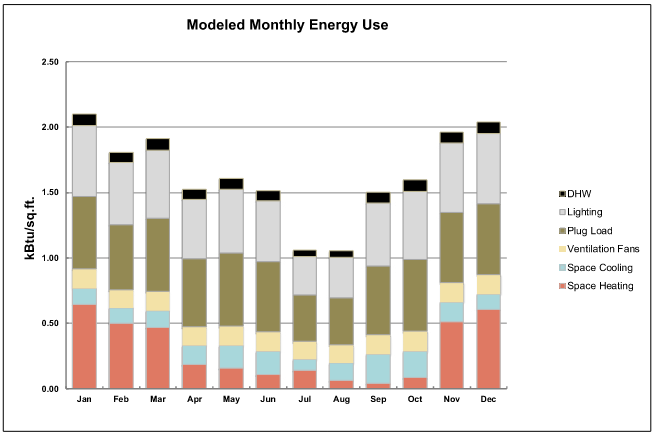 Modeled Monthly Energy Use
kBtu/sq.ft.
2.50
2.00
1.50
1.00
0.50
0.00
Jan Feb Mar Apr May Jun Jul Aug Sep Oct Nov Dec
DHW
Lighting
Plug Load
Ventilation Fans
Space Cooling
Space Heating